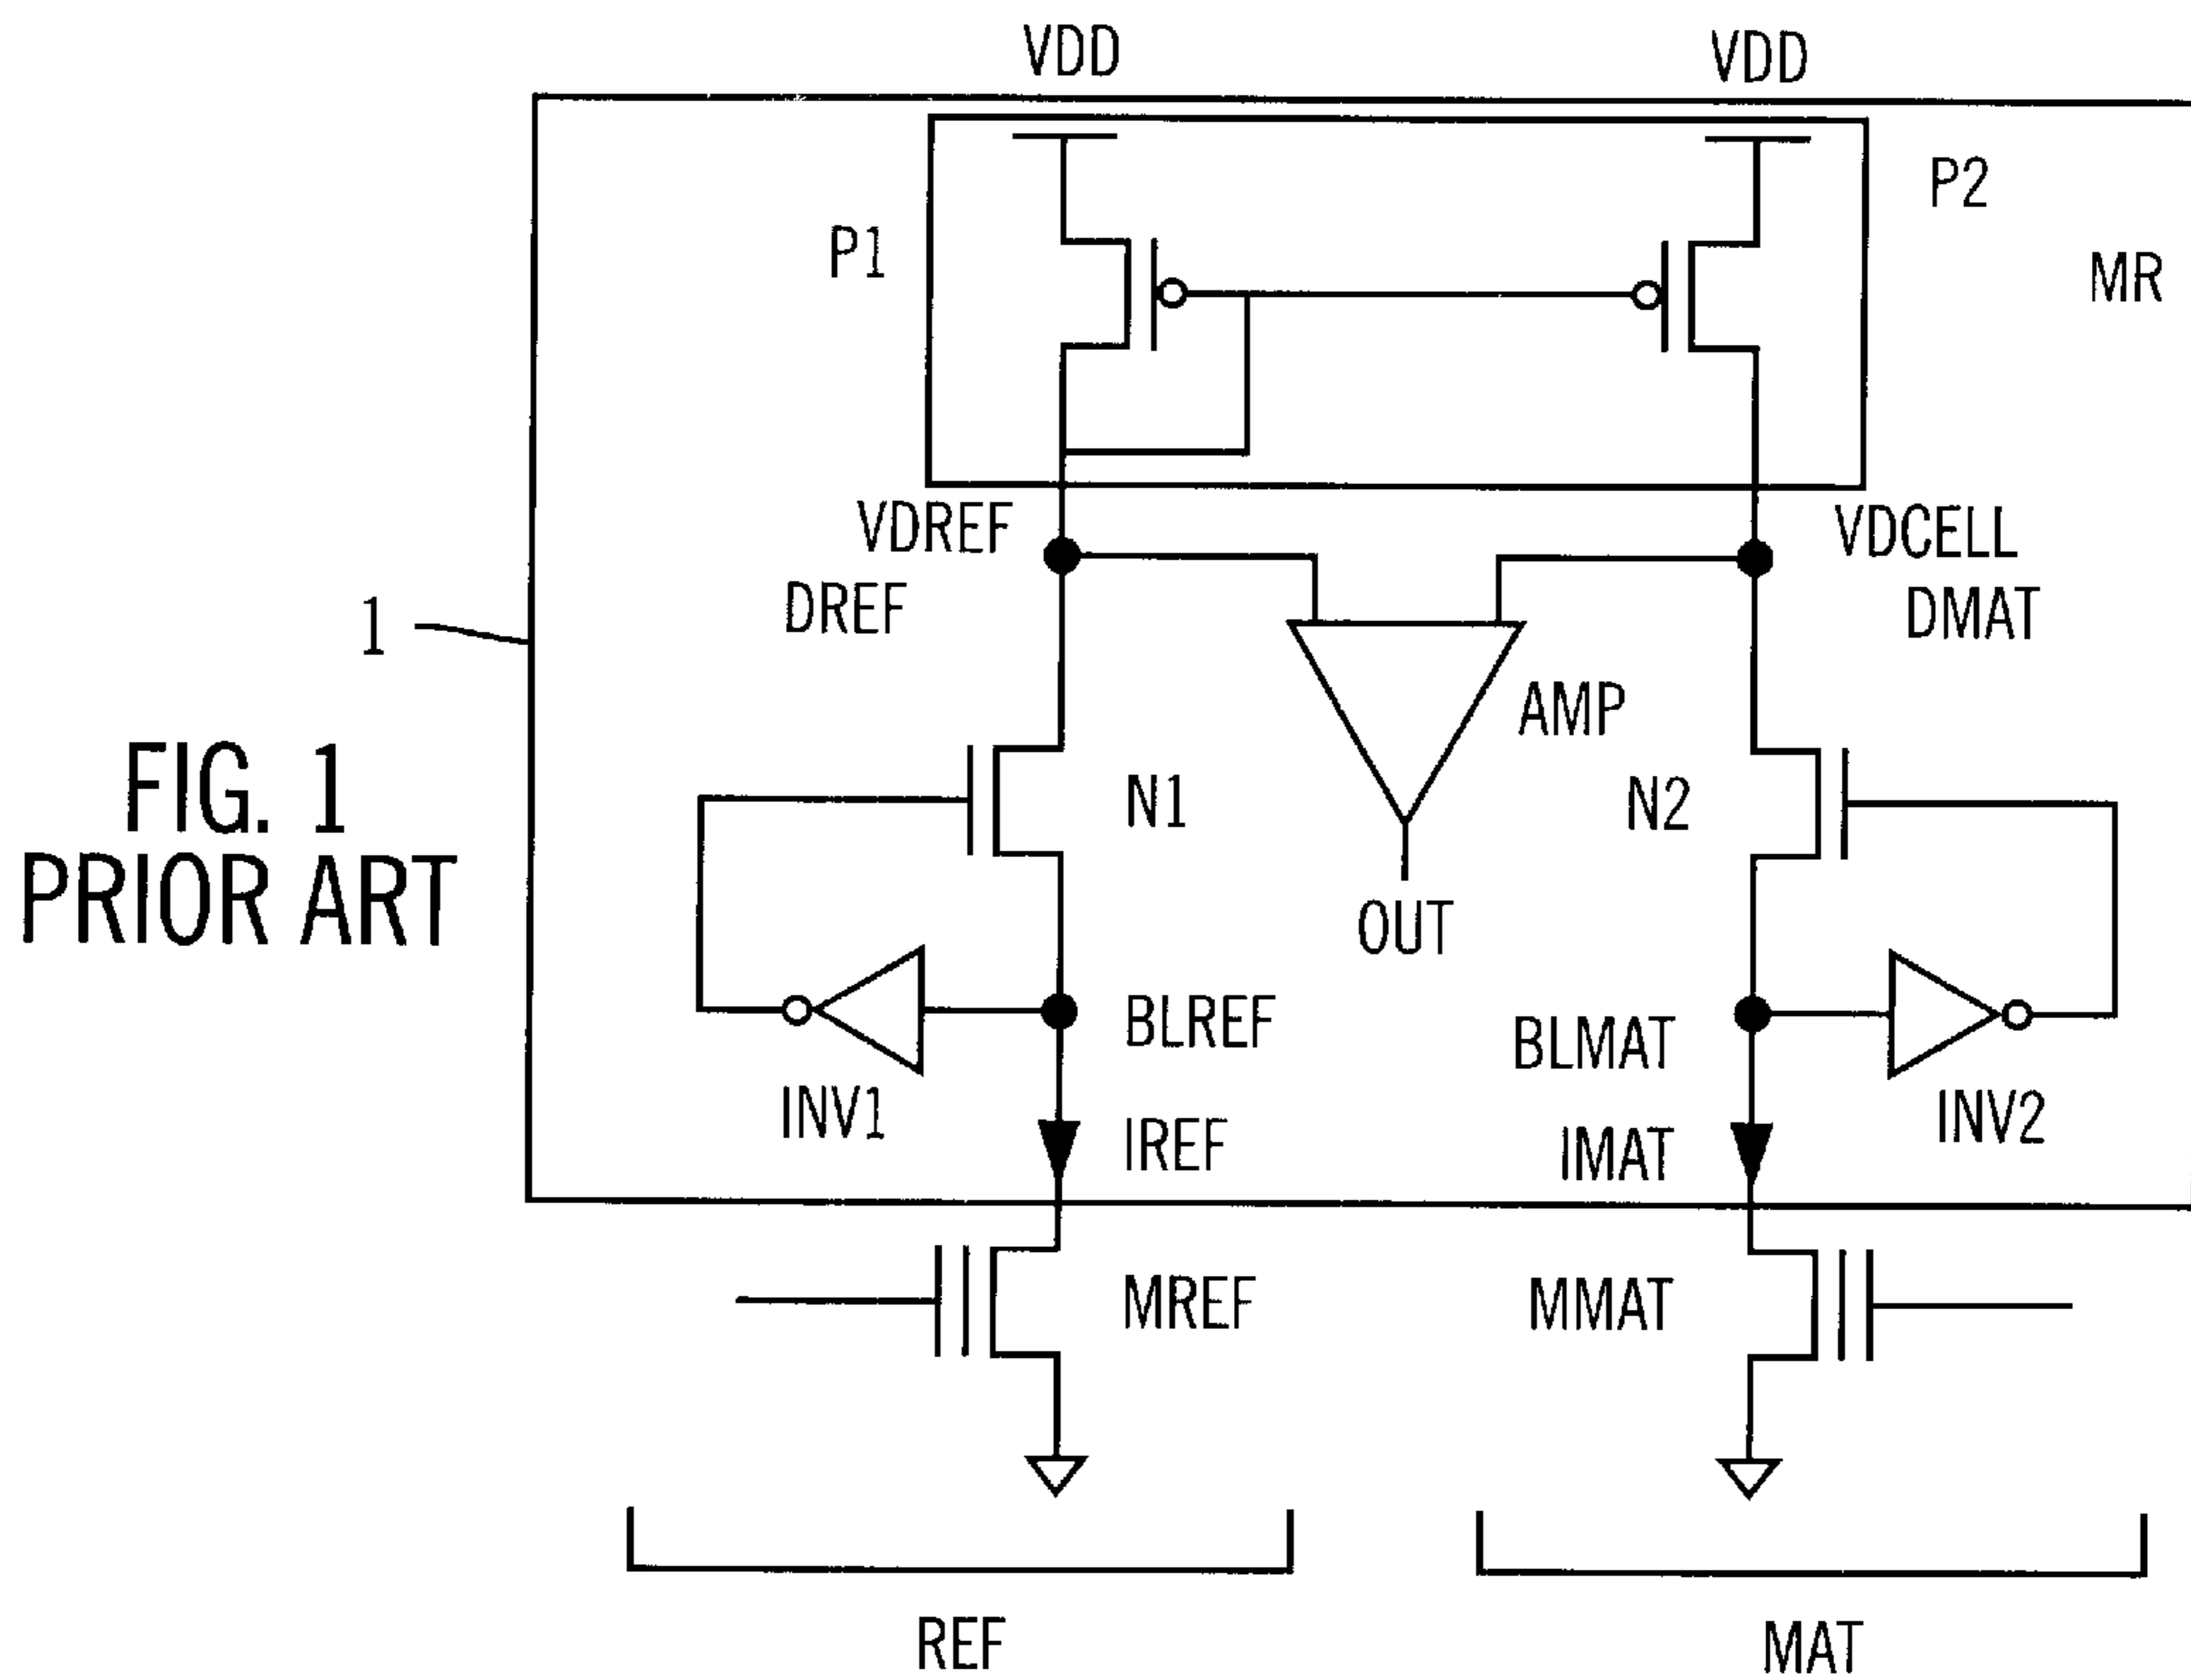 VDD
VDD
P2
P1
MR
VDREF
VDCELL
DREF
DMAT
1
AMP
FIG. 1
PRIOR ART
N1
N2
OUT
BLREF
BLMAT
INV1
INV2
IREF
IMAT
MREF
MMAT
REF
MAT